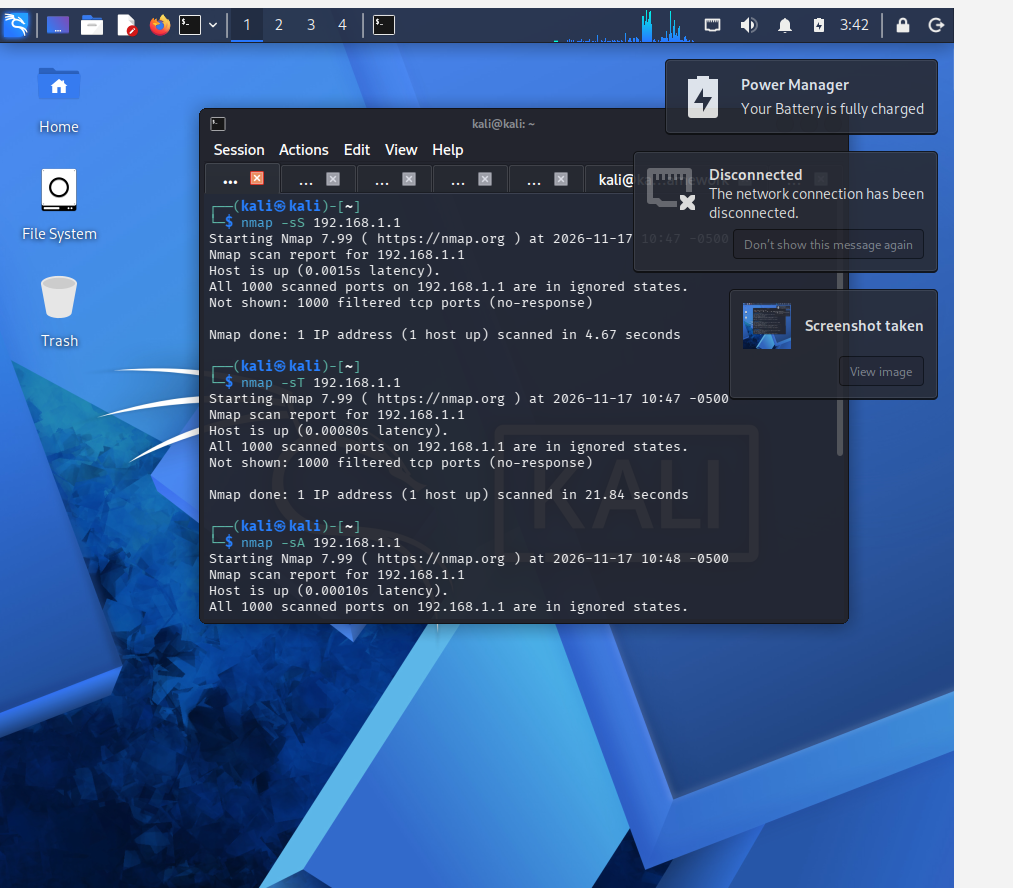 1 2 3 4 3:42
Home
File System
Trash
Power Manager
Your Battery is fully charged
Disconnected
The network connection has been
disconnected.
Don't show this message again
Screenshot taken
View image
kali@kali: ~
Session Actions Edit View Help
... ... ... ... ... kali@
┌──(kali㉿kali)-[~]
└─$ nmap -sS 192.168.1.1
Starting Nmap 7.99 ( https://nmap.org ) at 2026-11-17 10:47 -0500
Nmap scan report for 192.168.1.1
Host is up (0.0015s latency).
All 1000 scanned ports on 192.168.1.1 are in ignored states.
Not shown: 1000 filtered tcp ports (no-response)
Nmap done: 1 IP address (1 host up) scanned in 4.67 seconds
┌──(kali㉿kali)-[~]
└─$ nmap -sT 192.168.1.1
Starting Nmap 7.99 ( https://nmap.org ) at 2026-11-17 10:47 -0500
Nmap scan report for 192.168.1.1
Host is up (0.00080s latency).
All 1000 scanned ports on 192.168.1.1 are in ignored states.
Not shown: 1000 filtered tcp ports (no-response)
Nmap done: 1 IP address (1 host up) scanned in 21.84 seconds
┌──(kali㉿kali)-[~]
└─$ nmap -sA 192.168.1.1
Starting Nmap 7.99 ( https://nmap.org ) at 2026-11-17 10:48 -0500
Nmap scan report for 192.168.1.1
Host is up (0.00010s latency).
All 1000 scanned ports on 192.168.1.1 are in ignored states.
KALI